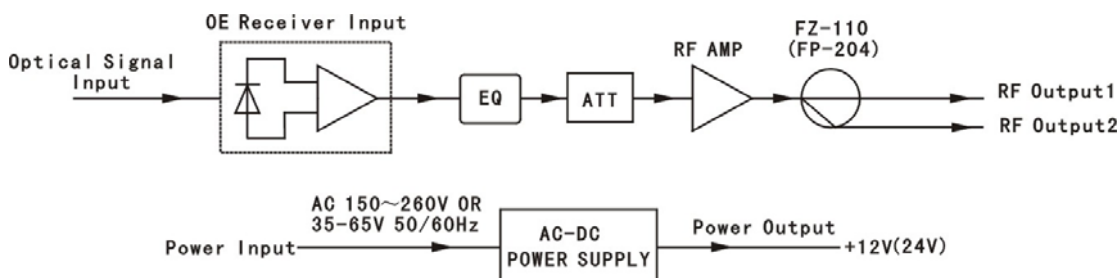 OE Receiver Input
FZ-110
(FP-204)
RF AMP
Optical Signal
Input
EQ
ATT
RF Output1
RF Output2
AC 150～260V OR
35-65V 50/60Hz
Power Input
AC-DC
POWER SUPPLY
Power Output
+12V(24V)